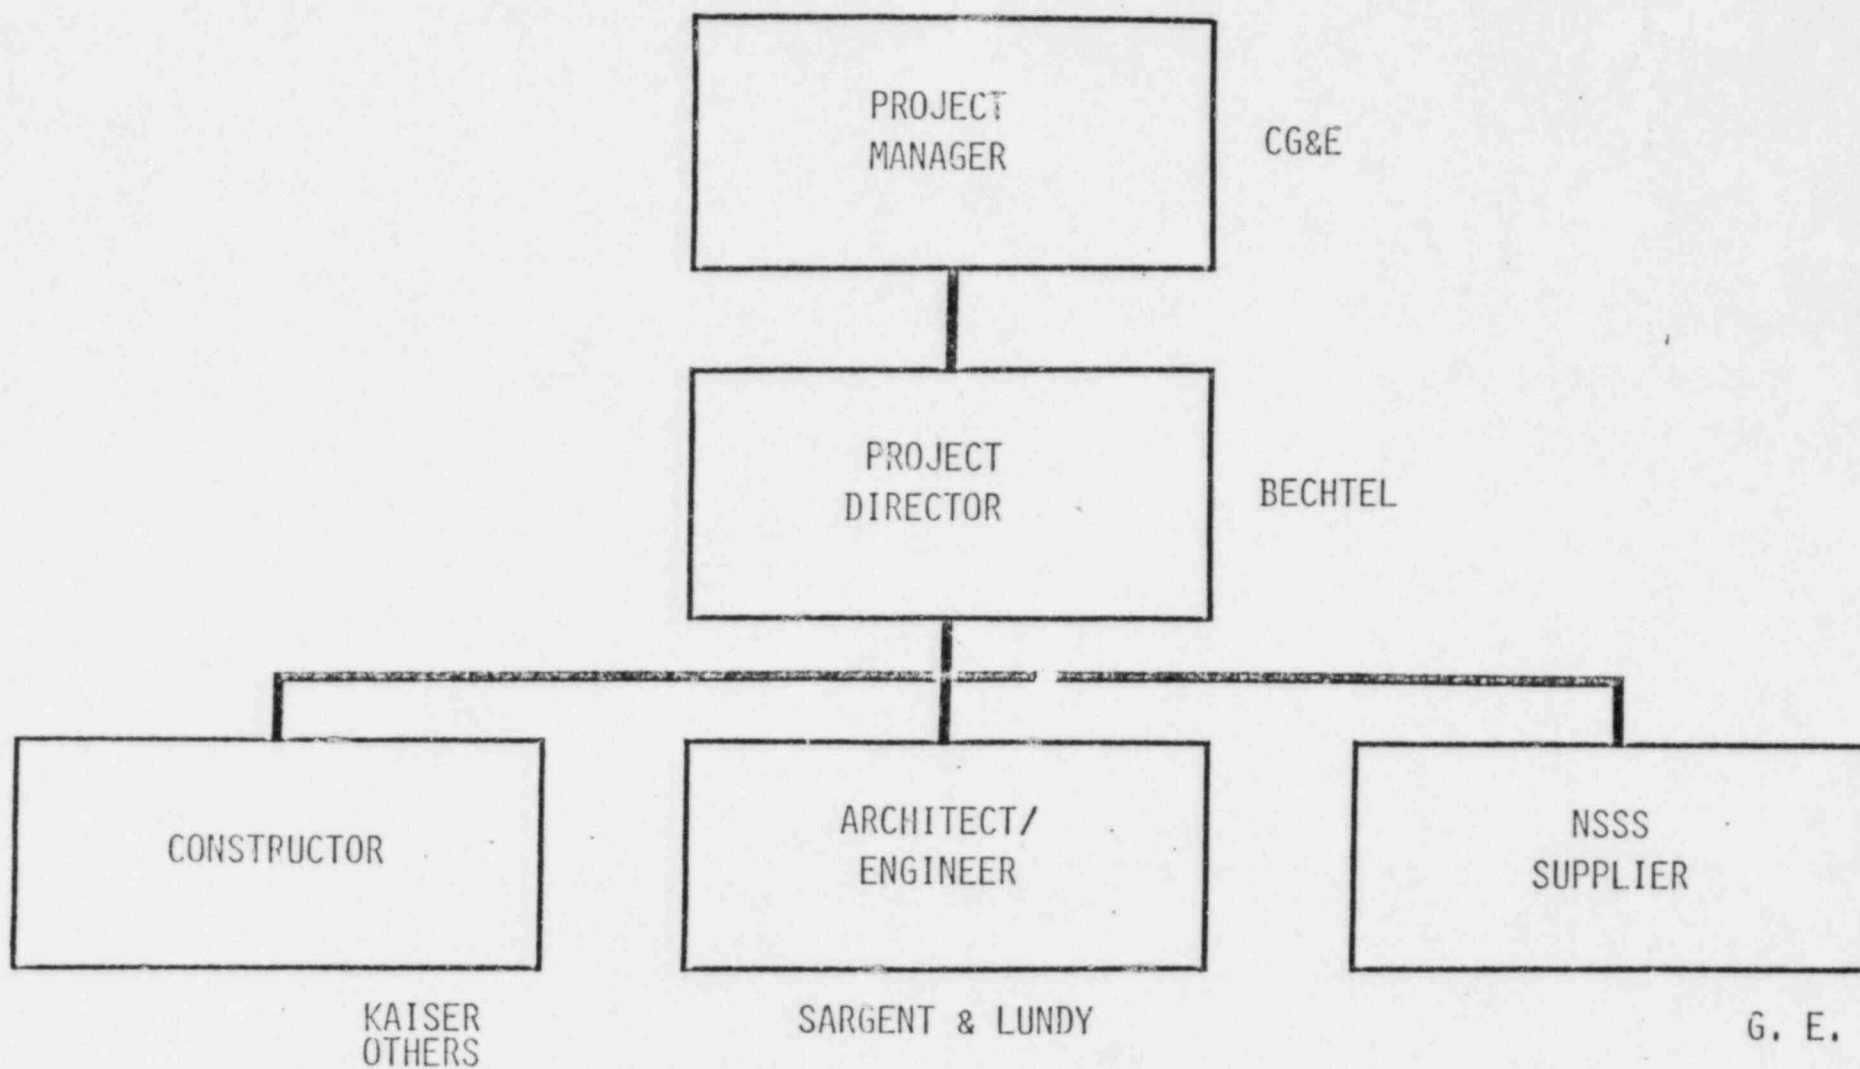 PROJECT
MANAGER
CG&E
PROJECT
DIRECTOR
BECHTEL
CONSTRUCTOR
ARCHITECT/
ENGINEER
NSSS
SUPPLIER
KAISER
OTHERS
SARGENT & LUNDY
G. E.